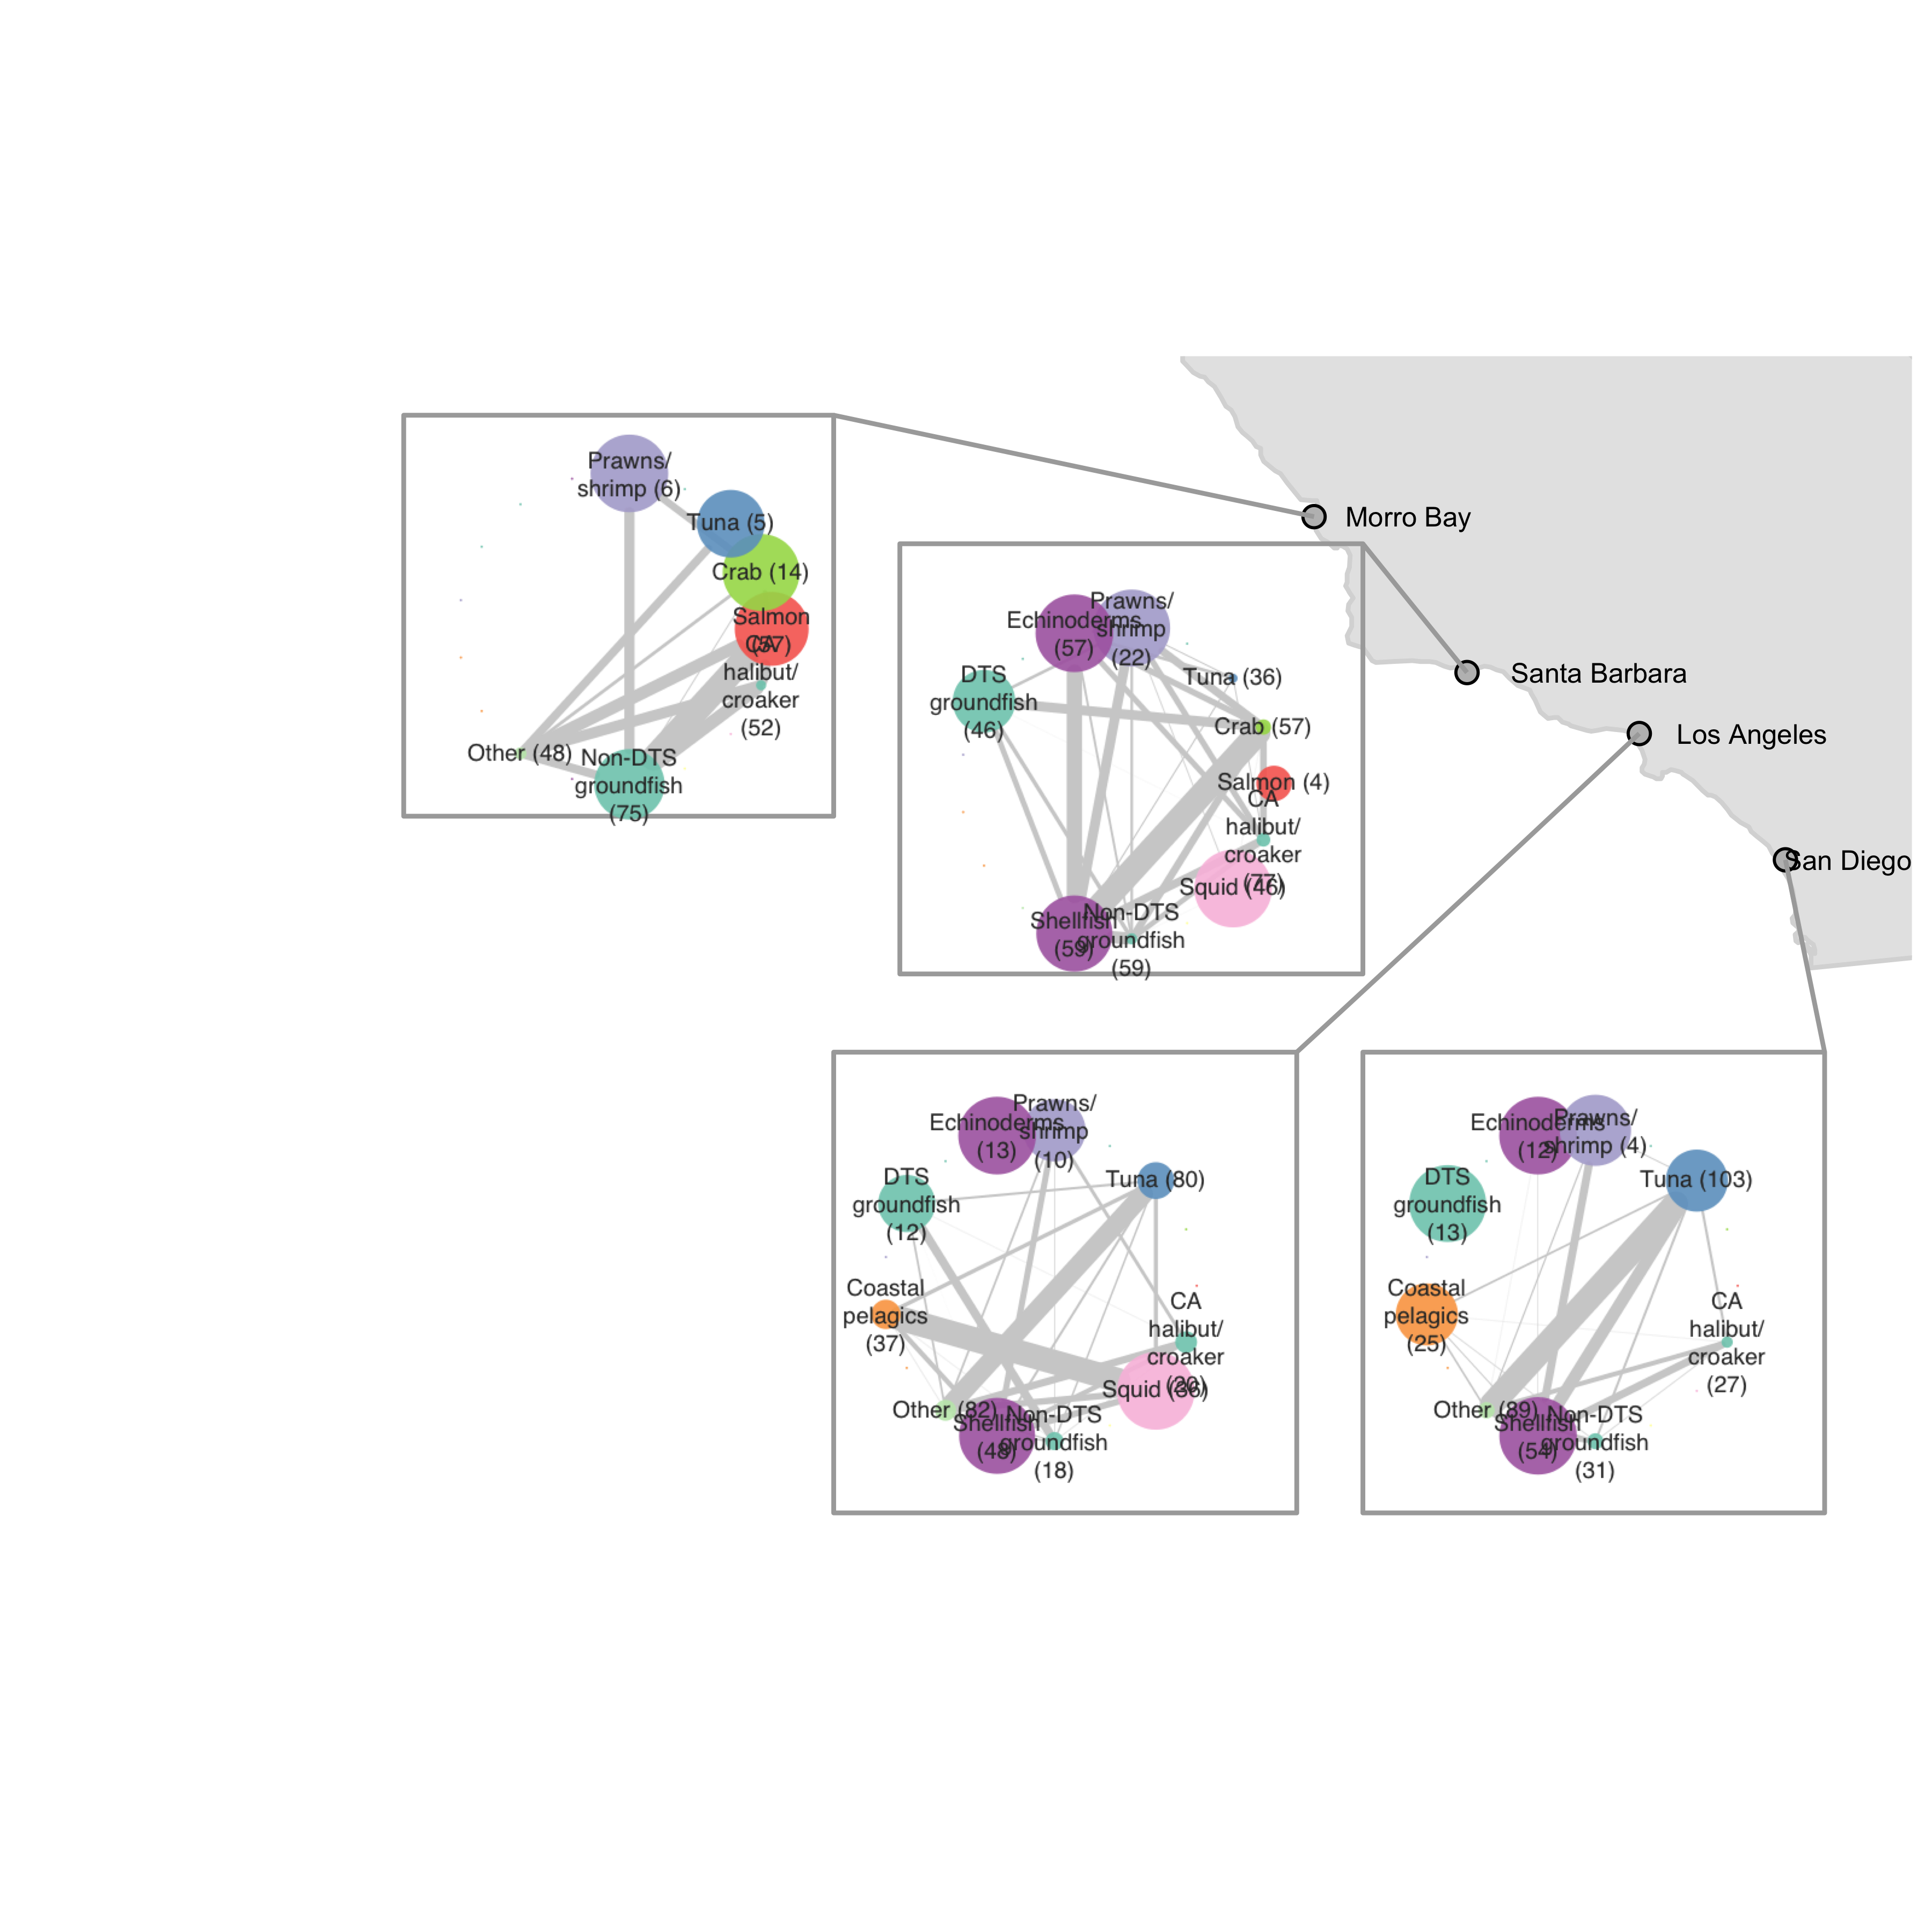 Morro Bay
Santa Barbara
Los Angeles
San Diego
Prawns/
shrimp (6)
Tuna (5)
Crab (14)
Salmon
(57)
CA
halibut/
croaker
(52)
Other (48)
Non-DTS
groundfish
(75)
Prawns/
shrimp
(22)
Echinoderms
(57)
DTS
groundfish
(46)
Tuna (36)
Crab (57)
Salmon (4)
CA
halibut/
croaker
(77)
Squid (46)
Shellfish
(59)
Non-DTS
groundfish
(59)
Prawns/
shrimp
(10)
Echinoderms
(13)
DTS
groundfish
(12)
Tuna (80)
Coastal
pelagics
(37)
CA
halibut/
croaker
(20)
Squid (36)
Other (82)
Shellfish
(48)
Non-DTS
groundfish
(18)
Prawns/
shrimp (4)
Echinoderms
(12)
DTS
groundfish
(13)
Tuna (103)
Coastal
pelagics
(25)
CA
halibut/
croaker
(27)
Other (89)
Shellfish
(54)
Non-DTS
groundfish
(31)